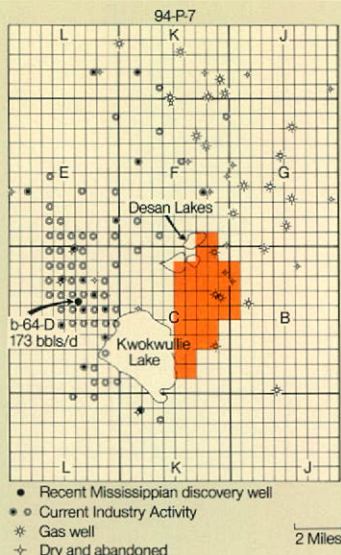 94-P-7
L K J
E F G
Desan Lakes
C B
b-64-D
173 bbls/d
Kwokwullie
Lake
L K J
Recent Mississippian discovery well
Current Industry Activity
Gas well
Dry and abandoned
2 Miles